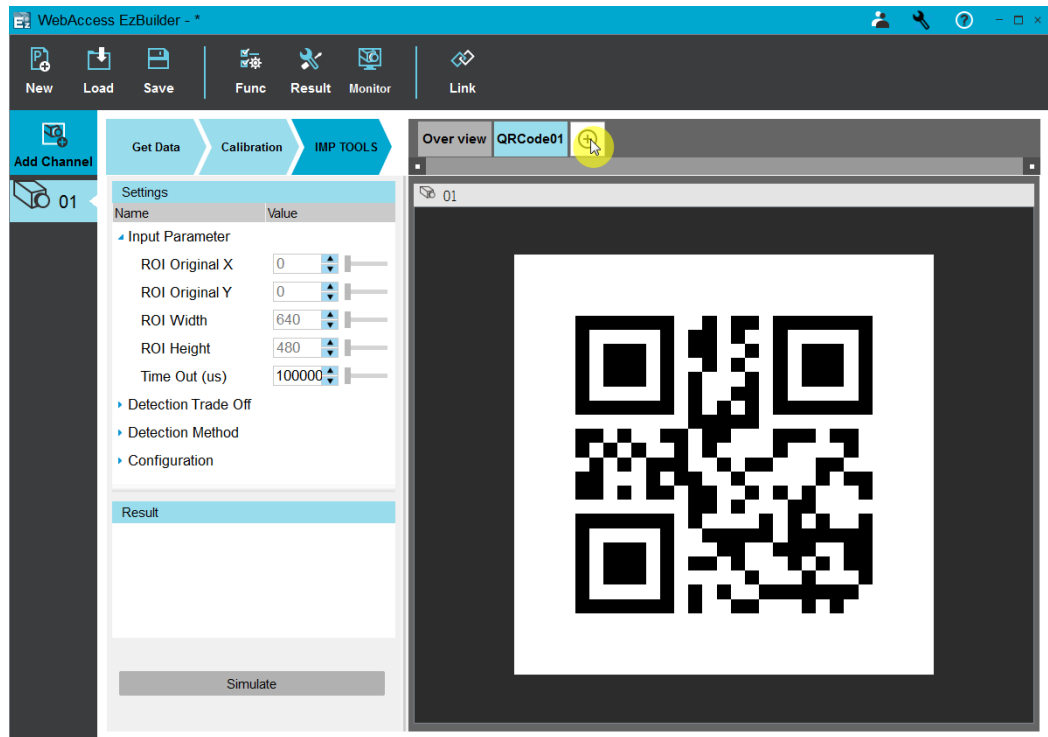 WebAccess EzBuilder - *
New Load Save Func Result Monitor Link
Add Channel
01
Get Data Calibration IMP TOOLS
Over view QRCode01
Settings
Name Value
Input Parameter
ROI Original X 0
ROI Original Y 0
ROI Width 640
ROI Height 480
Time Out (us) 100000
Detection Trade Off
Detection Method
Configuration
Result
Simulate
01